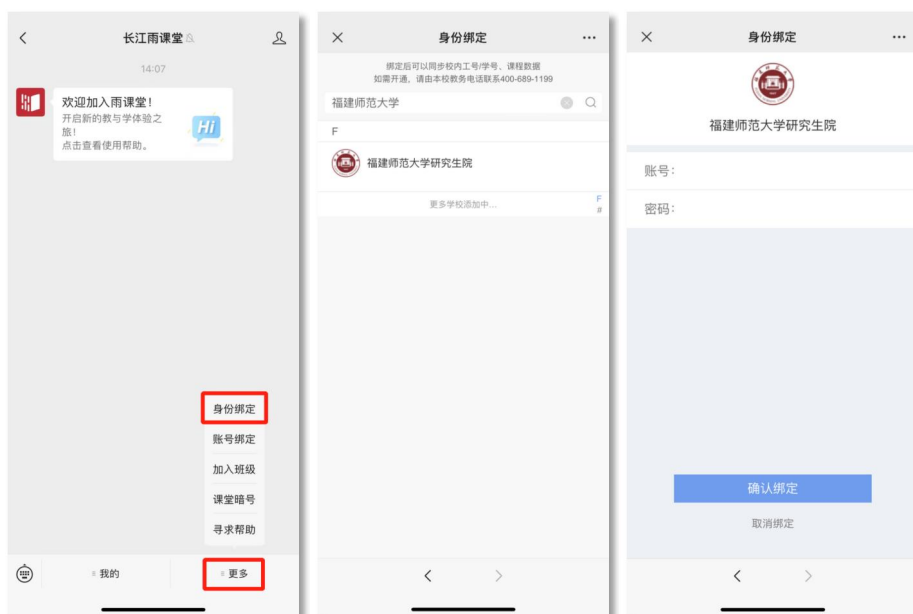 长江雨课堂
14:07
欢迎加入雨课堂！
开启新的教与学体验之
旅！
点击查看使用帮助。
Hi
身份绑定
账号绑定
加入班级
课堂暗号
寻求帮助
我的
更多
身份绑定
绑定后可以同步校内工号/学号、课程数据
如需开通，请由本校教务电话联系400-689-1199
福建师范大学
F
福建师范大学研究生院
更多学校添加中...
F
#
身份绑定
福建师范大学研究生院
账号：
密码：
确认绑定
取消绑定